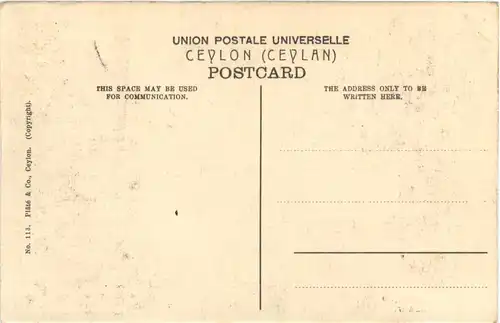 UNION POSTALE UNIVERSELLE
CEYLON (CEYLAN)
POSTCARD
THIS SPACE MAY BE USED
FOR COMMUNICATION.
THE ADDRESS ONLY TO BE
WRITTEN HERE.
No. 114. Plâté & Co., Ceylon. (Copyright).